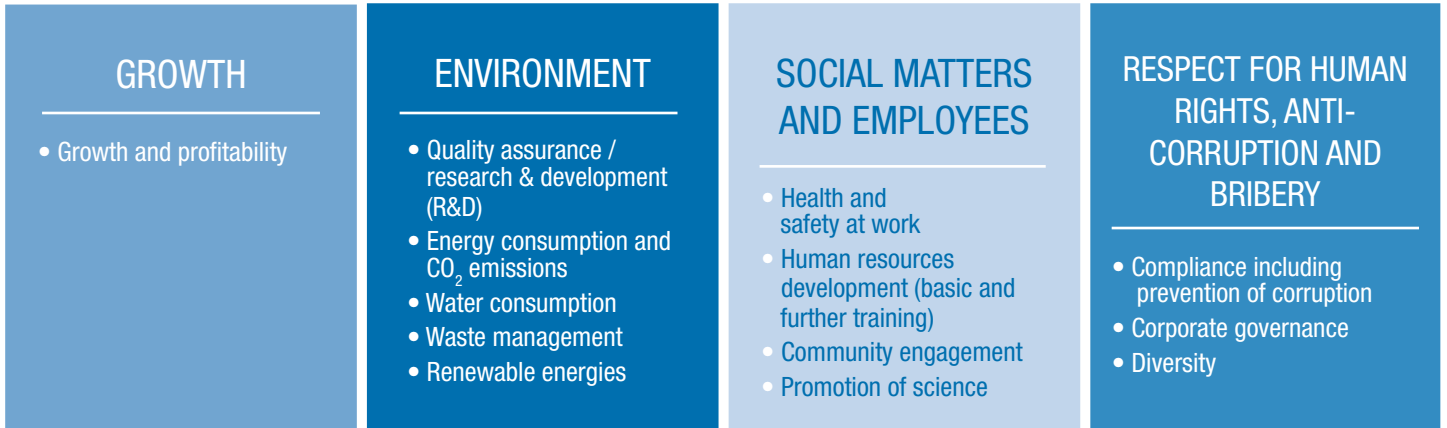 GROWTH
• Growth and profitability
ENVIRONMENT
• Quality assurance /
research & development
(R&D)
• Energy consumption and
CO₂ emissions
• Water consumption
• Waste management
• Renewable energies
SOCIAL MATTERS
AND EMPLOYEES
• Health and
safety at work
• Human resources
development (basic and
further training)
• Community engagement
• Promotion of science
RESPECT FOR HUMAN
RIGHTS, ANTI-
CORRUPTION AND
BRIBERY
• Compliance including
prevention of corruption
• Corporate governance
• Diversity